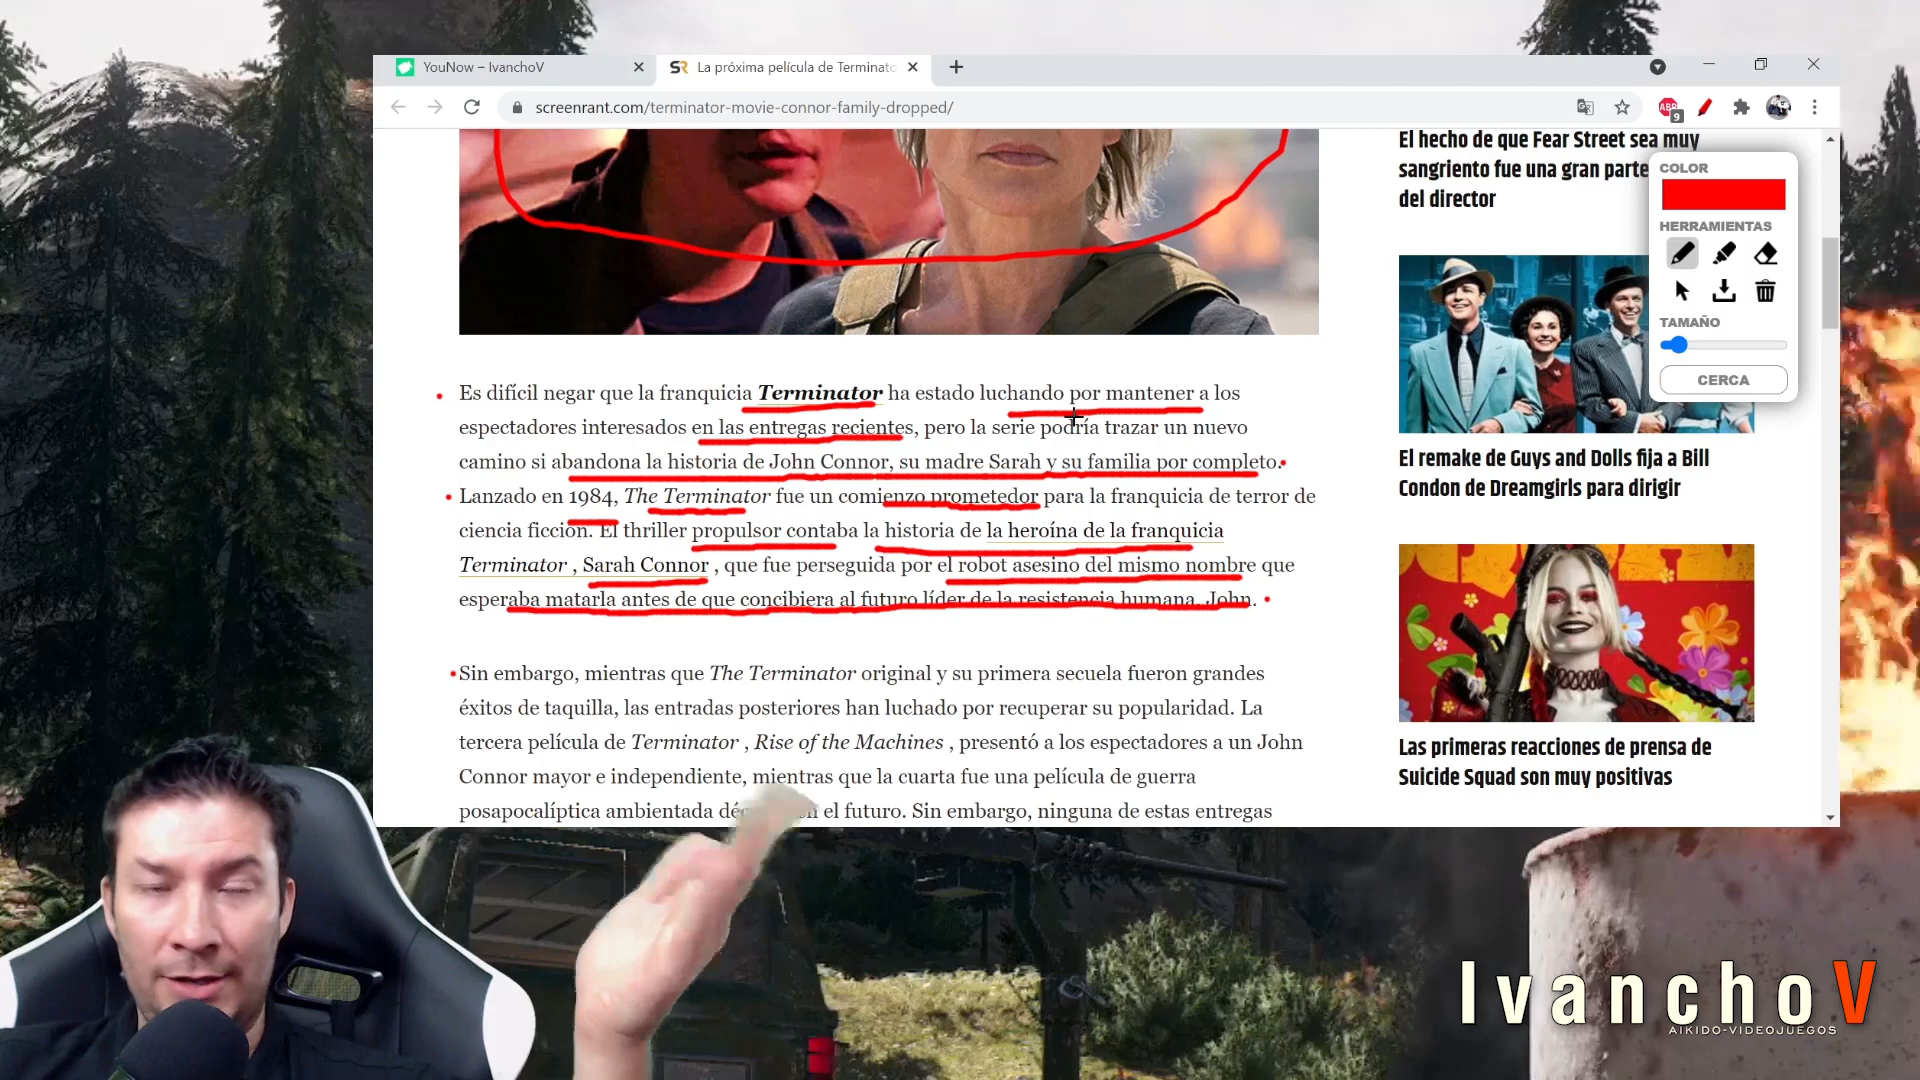 YouNow – IvanchoV
SR La próxima película de Terminato
screenrant.com/terminator-movie-connor-family-dropped/
ABP
9
El hecho de que Fear Street sea muy
sangriento fue una gran parte
del director
COLOR
HERRAMIENTAS
TAMAÑO
CERCA
Es difícil negar que la franquicia Terminator ha estado luchando por mantener a los
espectadores interesados en las entregas recientes, pero la serie podría trazar un nuevo
camino si abandona la historia de John Connor, su madre Sarah y su familia por completo.
Lanzado en 1984, The Terminator fue un comienzo prometedor para la franquicia de terror de
ciencia ficción. El thriller propulsor contaba la historia de la heroína de la franquicia
Terminator , Sarah Connor , que fue perseguida por el robot asesino del mismo nombre que
esperaba matarla antes de que concibiera al futuro líder de la resistencia humana, John.
Sin embargo, mientras que The Terminator original y su primera secuela fueron grandes
éxitos de taquilla, las entradas posteriores han luchado por recuperar su popularidad. La
tercera película de Terminator , Rise of the Machines , presentó a los espectadores a un John
Connor mayor e independiente, mientras que la cuarta fue una película de guerra
posapocalíptica ambientada el futuro. Sin embargo, ninguna de estas entregas
El remake de Guys and Dolls fija a Bill
Condon de Dreamgirls para dirigir
Las primeras reacciones de prensa de
Suicide Squad son muy positivas
IvanchoV
AIKIDO-VIDEOJUEGOS